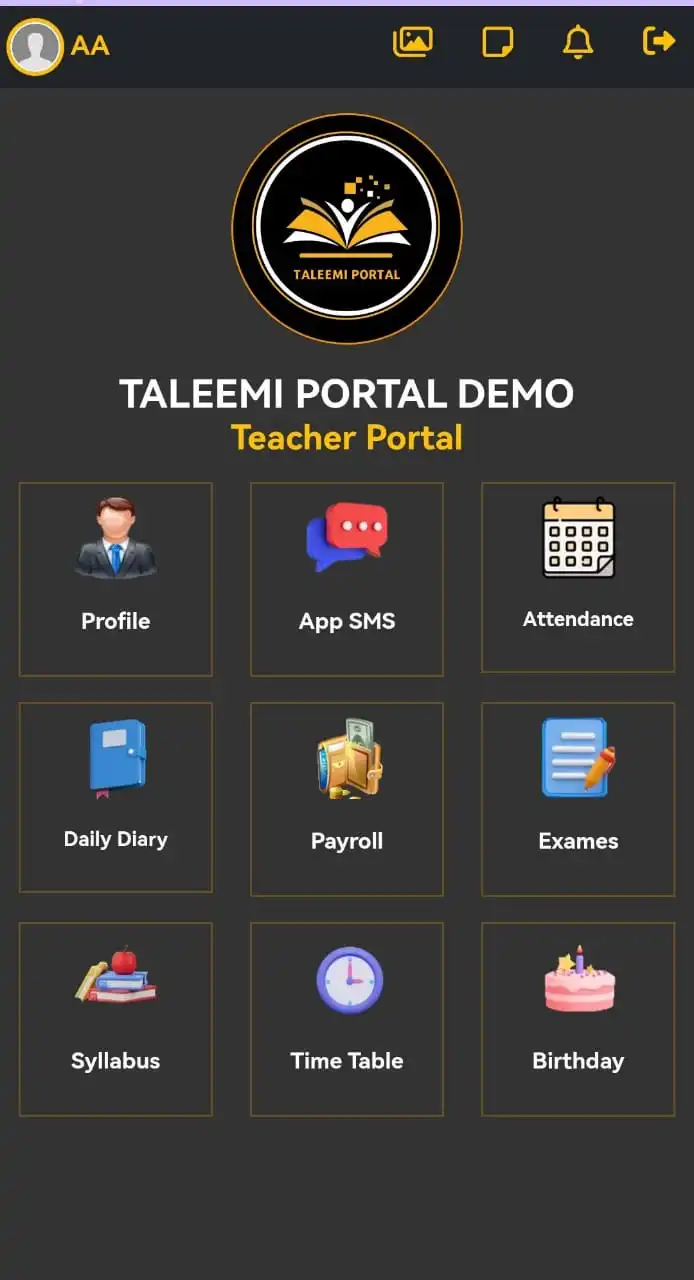 AA
TALEEMI PORTAL
TALEEMI PORTAL DEMO
Teacher Portal
Profile
App SMS
Attendance
Daily Diary
Payroll
Exames
Syllabus
Time Table
Birthday